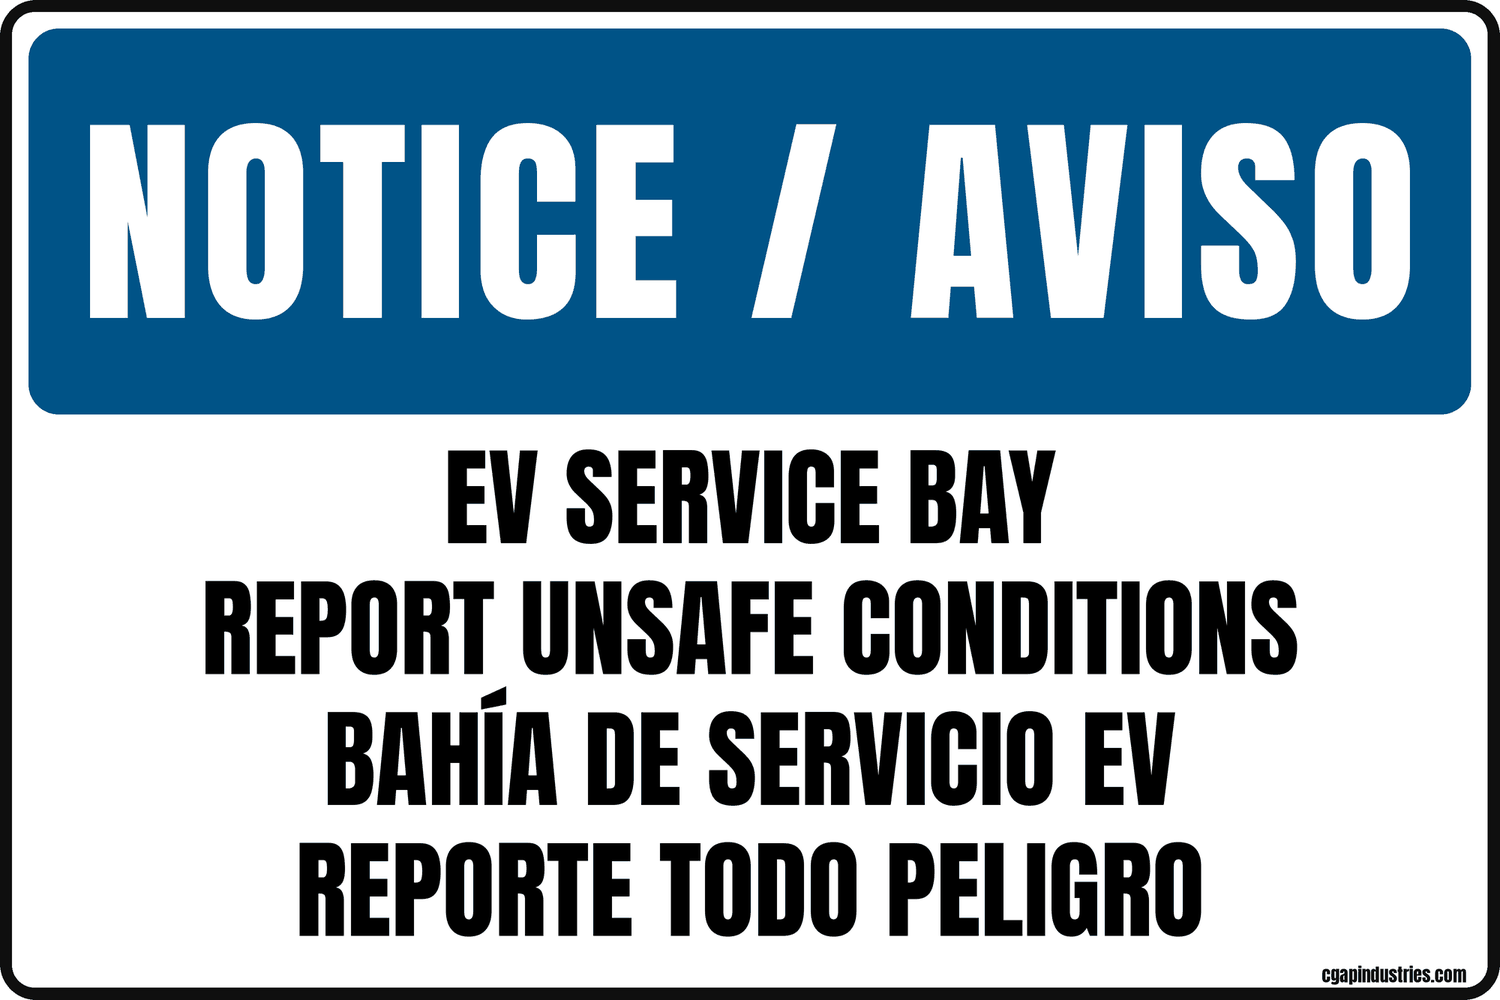 NOTICE / AVISO
EV SERVICE BAY
REPORT UNSAFE CONDITIONS
BAHÍA DE SERVICIO EV
REPORTE TODO PELIGRO
cgapindustries.com